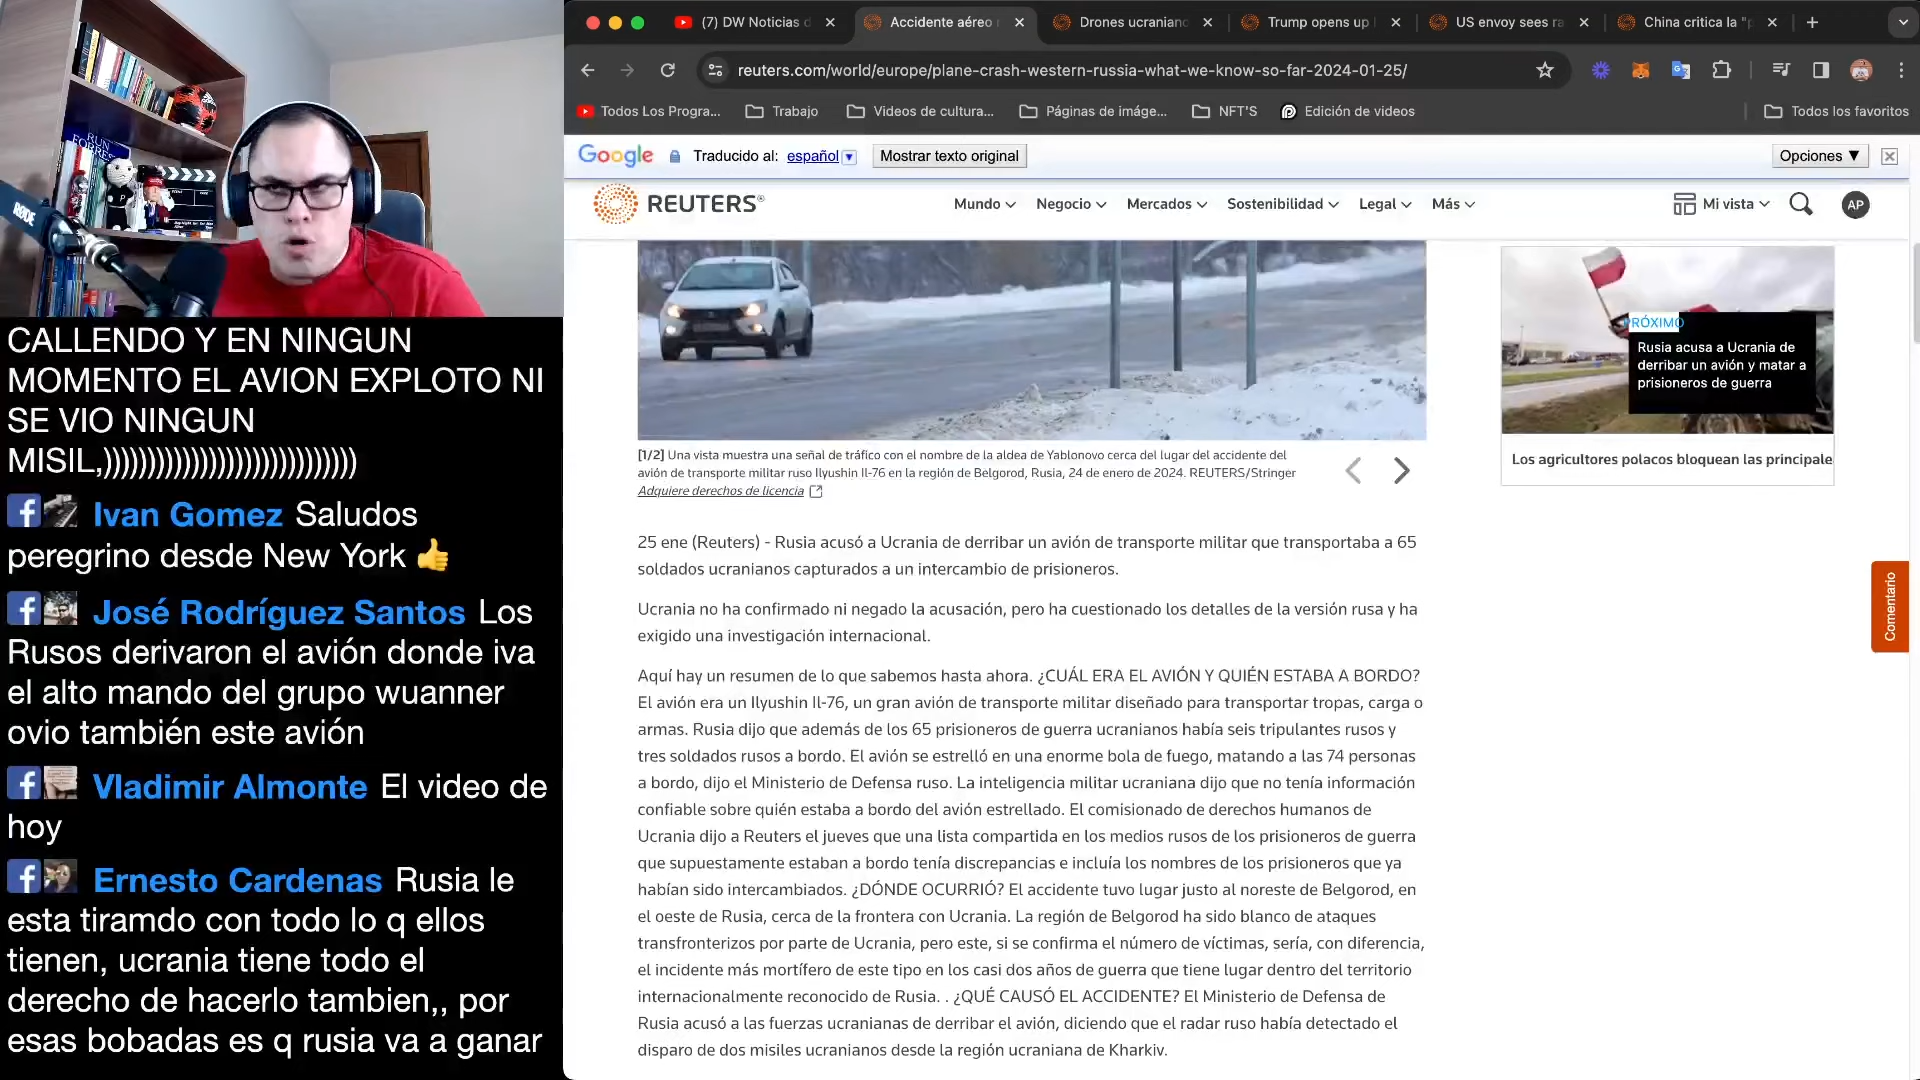 (7) DW Noticias d
Accidente aéreo
Drones ucraniano
Trump opens up
US envoy sees ra
China critica la "p
reuters.com/world/europe/plane-crash-western-russia-what-we-know-so-far-2024-01-25/
Todos Los Progra...
Trabajo
Videos de cultura...
Páginas de imáge...
NFT'S
Edición de videos
Todos los favoritos
Google
Traducido al: español
Mostrar texto original
Opciones ▼
REUTERS®
Mundo
Negocio
Mercados
Sostenibilidad
Legal
Más
Mi vista
AP
RUN
FORREST
RØDE
CALLENDO Y EN NINGUN
MOMENTO EL AVION EXPLOTO NI
SE VIO NINGUN
MISIL,)))))))))))))))))))))))))))))
Ivan Gomez Saludos
peregrino desde New York 👍
José Rodríguez Santos Los
Rusos derivaron el avión donde iva
el alto mando del grupo wuanner
ovio también este avión
Vladimir Almonte El video de
hoy
Ernesto Cardenas Rusia le
esta tiramdo con todo lo q ellos
tienen, ucrania tiene todo el
derecho de hacerlo tambien,, por
esas bobadas es q rusia va a ganar
[1/2] Una vista muestra una señal de tráfico con el nombre de la aldea de Yablonovo cerca del lugar del accidente del
avión de transporte militar ruso Ilyushin Il-76 en la región de Belgorod, Rusia, 24 de enero de 2024. REUTERS/Stringer
Adquiere derechos de licencia
25 ene (Reuters) - Rusia acusó a Ucrania de derribar un avión de transporte militar que transportaba a 65
soldados ucranianos capturados a un intercambio de prisioneros.
Ucrania no ha confirmado ni negado la acusación, pero ha cuestionado los detalles de la versión rusa y ha
exigido una investigación internacional.
Aquí hay un resumen de lo que sabemos hasta ahora. ¿CUÁL ERA EL AVIÓN Y QUIÉN ESTABA A BORDO?
El avión era un Ilyushin Il-76, un gran avión de transporte militar diseñado para transportar tropas, carga o
armas. Rusia dijo que además de los 65 prisioneros de guerra ucranianos había seis tripulantes rusos y
tres soldados rusos a bordo. El avión se estrelló en una enorme bola de fuego, matando a las 74 personas
a bordo, dijo el Ministerio de Defensa ruso. La inteligencia militar ucraniana dijo que no tenía información
confiable sobre quién estaba a bordo del avión estrellado. El comisionado de derechos humanos de
Ucrania dijo a Reuters el jueves que una lista compartida en los medios rusos de los prisioneros de guerra
que supuestamente estaban a bordo tenía discrepancias e incluía los nombres de los prisioneros que ya
habían sido intercambiados. ¿DÓNDE OCURRIÓ? El accidente tuvo lugar justo al noreste de Belgorod, en
el oeste de Rusia, cerca de la frontera con Ucrania. La región de Belgorod ha sido blanco de ataques
transfronterizos por parte de Ucrania, pero este, si se confirma el número de víctimas, sería, con diferencia,
el incidente más mortífero de este tipo en los casi dos años de guerra que tiene lugar dentro del territorio
internacionalmente reconocido de Rusia. . ¿QUÉ CAUSÓ EL ACCIDENTE? El Ministerio de Defensa de
Rusia acusó a las fuerzas ucranianas de derribar el avión, diciendo que el radar ruso había detectado el
disparo de dos misiles ucranianos desde la región ucraniana de Kharkiv.
PRÓXIMO
Rusia acusa a Ucrania de
derribar un avión y matar a
prisioneros de guerra
Los agricultores polacos bloquean las principale
Comentario